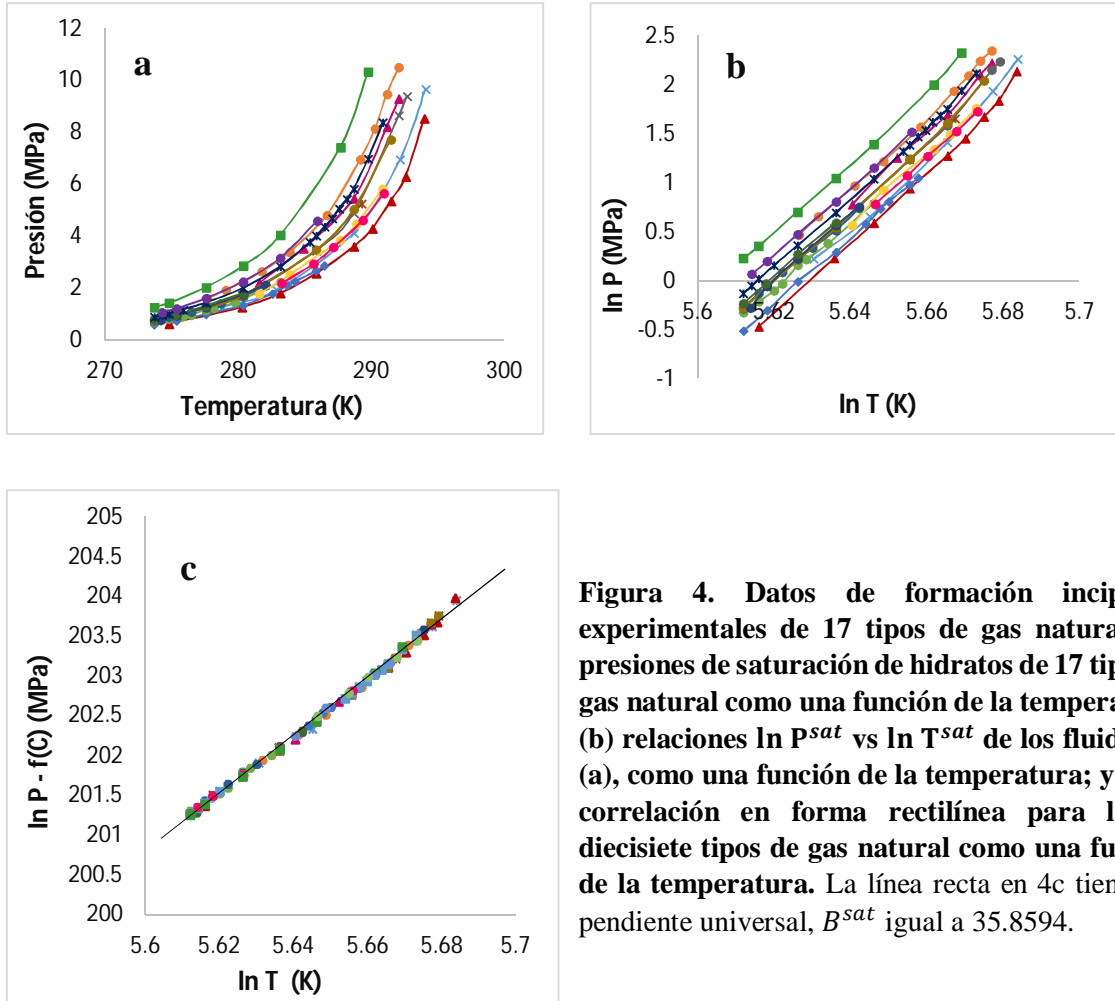 a
12
10
8
6
4
2
0
270
280
290
300
Presión (MPa)
Temperatura (K)
b
2.5
2
1.5
1
0.5
0
-0.5
-1
5.6
5.62
5.64
5.66
5.68
5.7
ln P (MPa)
ln T (K)
c
205
204.5
204
203.5
203
202.5
202
201.5
201
200.5
200
5.6
5.62
5.64
5.66
5.68
5.7
ln P - f(C) (MPa)
ln T (K)
Figura 4. Datos de formación incip
experimentales de 17 tipos de gas natura
presiones de saturación de hidratos de 17 tip
gas natural como una función de la tempera
(b) relaciones ln P^sat vs ln T^sat de los fluid
(a), como una función de la temperatura; y
correlación en forma rectilínea para l
diecisiete tipos de gas natural como una fu
de la temperatura. La línea recta en 4c tien
pendiente universal, B^sat igual a 35.8594.